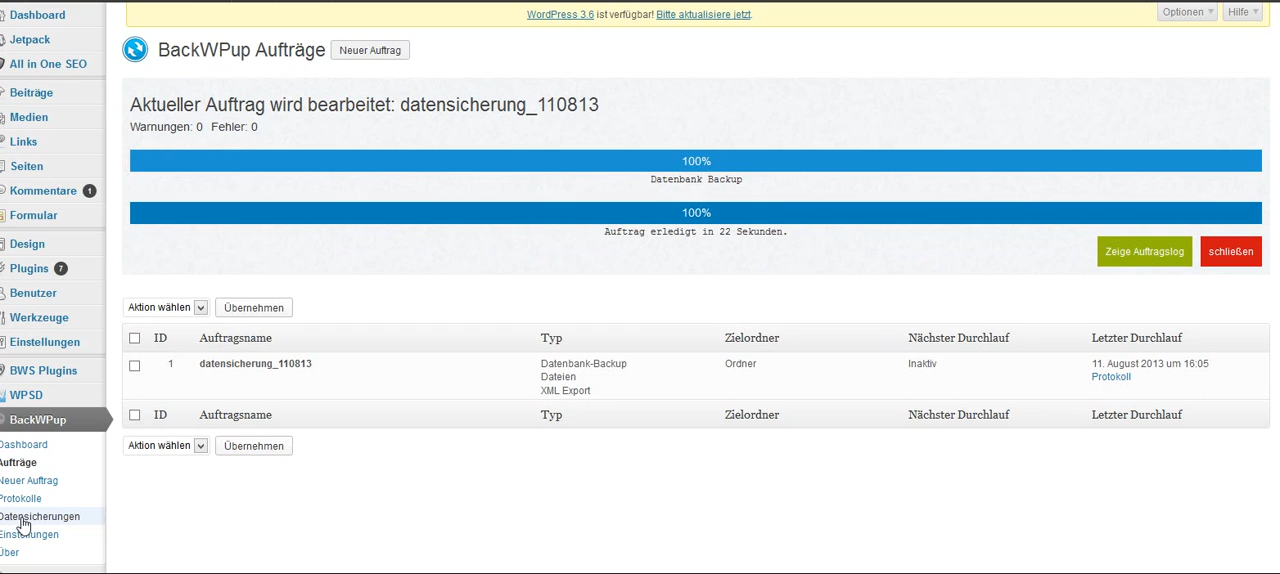 Dashboard
Jetpack
All in One SEO
Beiträge
Medien
Links
Seiten
Kommentare 1
Formular
Design
Plugins 7
Benutzer
Werkzeuge
Einstellungen
BWS Plugins
WPSD
BackWPup
Dashboard
Aufträge
Neuer Auftrag
Protokolle
Datensicherungen
Einstellungen
Über
WordPress 3.6 ist verfügbar! Bitte aktualisiere jetzt.
Optionen
Hilfe
BackWPup Aufträge Neuer Auftrag
Aktueller Auftrag wird bearbeitet: datensicherung_110813
Warnungen: 0 Fehler: 0
100%
Datenbank Backup
100%
Auftrag erledigt in 22 Sekunden.
Zeige Auftragslog schließen
Aktion wählen Übernehmen
ID Auftragsname Typ Zielordner Nächster Durchlauf Letzter Durchlauf
1 datensicherung_110813 Datenbank-Backup Ordner Inaktiv 11. August 2013 um 16:05
Dateien Protokoll
XML Export
ID Auftragsname Typ Zielordner Nächster Durchlauf Letzter Durchlauf
Aktion wählen Übernehmen